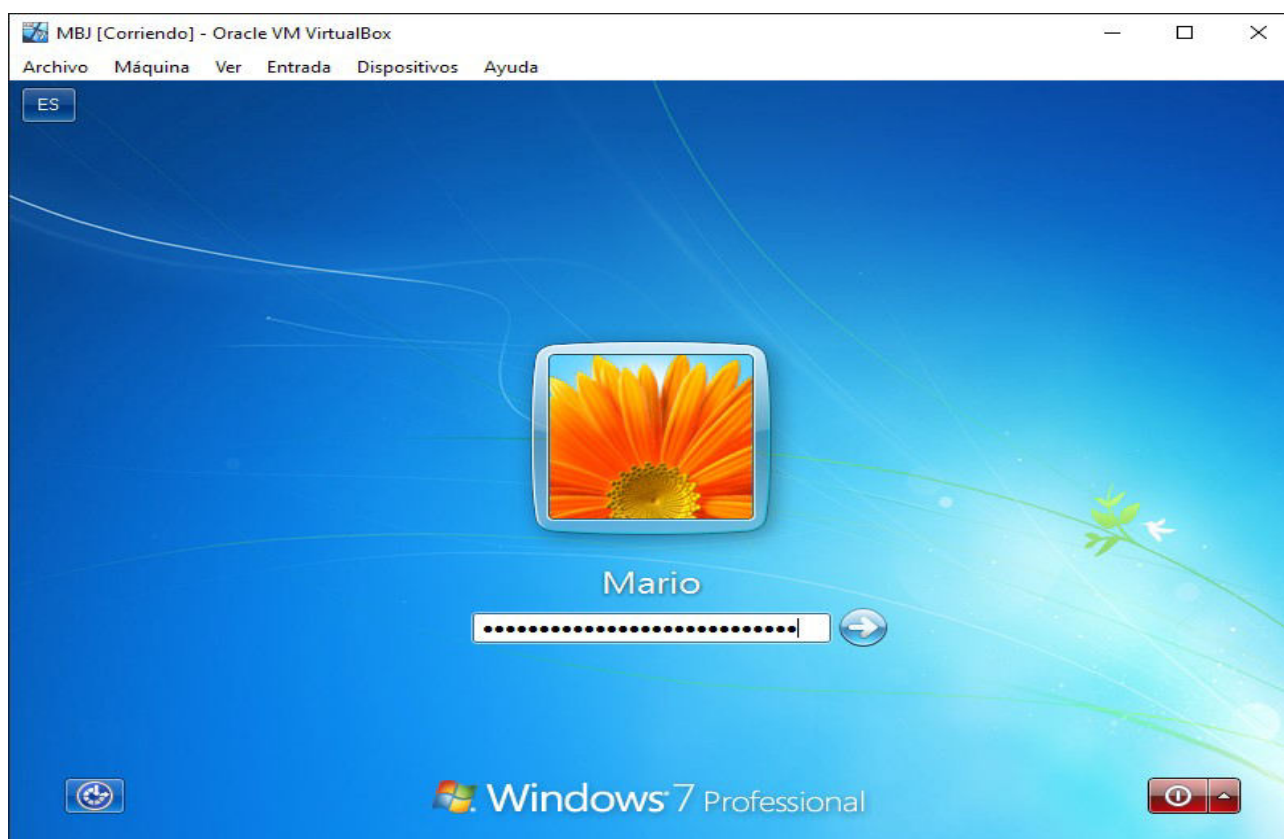 MBJ [Corriendo] - Oracle VM VirtualBox
Archivo Máquina Ver Entrada Dispositivos Ayuda
ES
Mario
••••••••••••••••••••••••••••
Windows 7 Professional